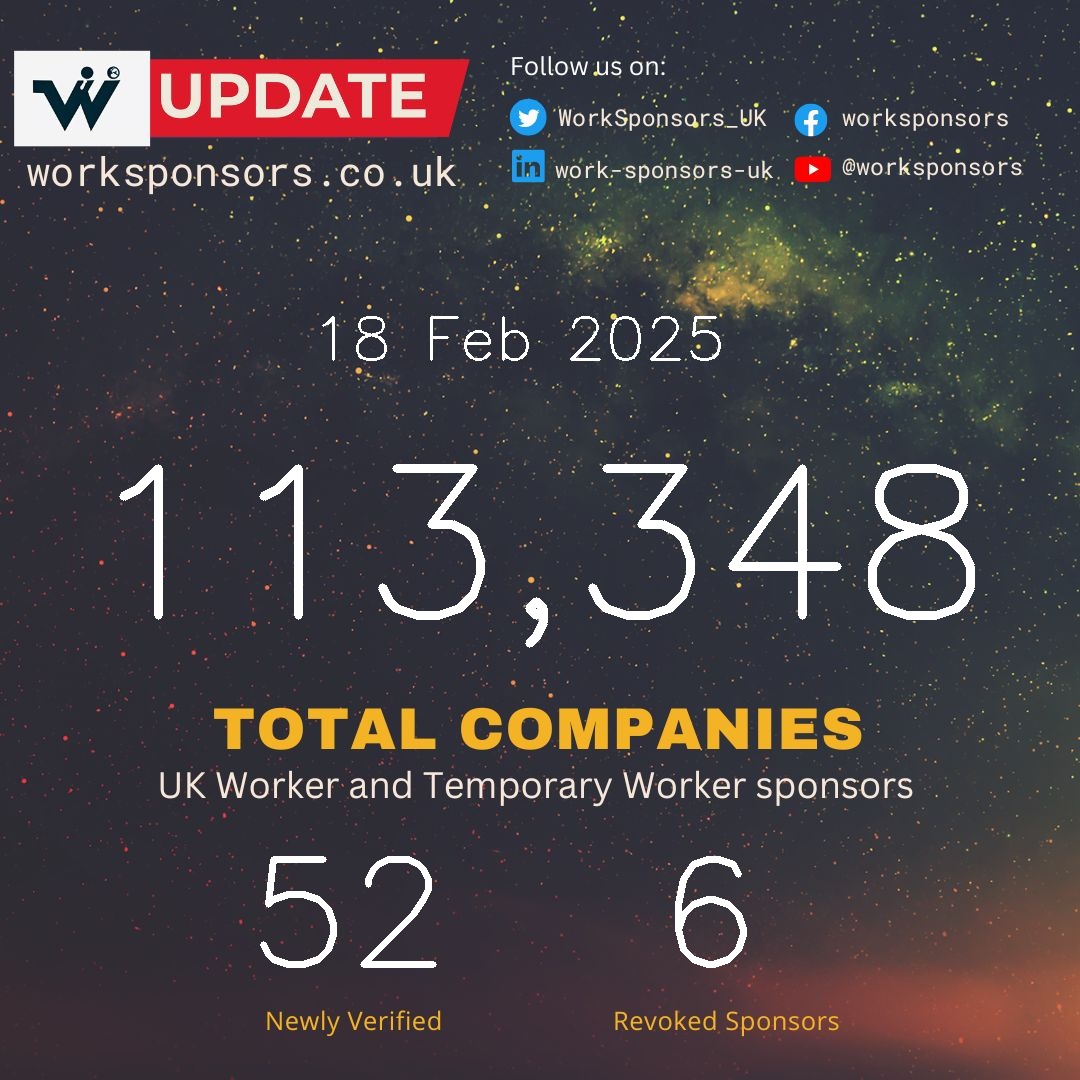 UPDATE
worksponsors.co.uk
Follow us on:
WorkSponsors_UK
worksponsors
work-sponsors-uk
@worksponsors
18 Feb 2025
113,348
TOTAL COMPANIES
UK Worker and Temporary Worker sponsors
52
6
Newly Verified
Revoked Sponsors